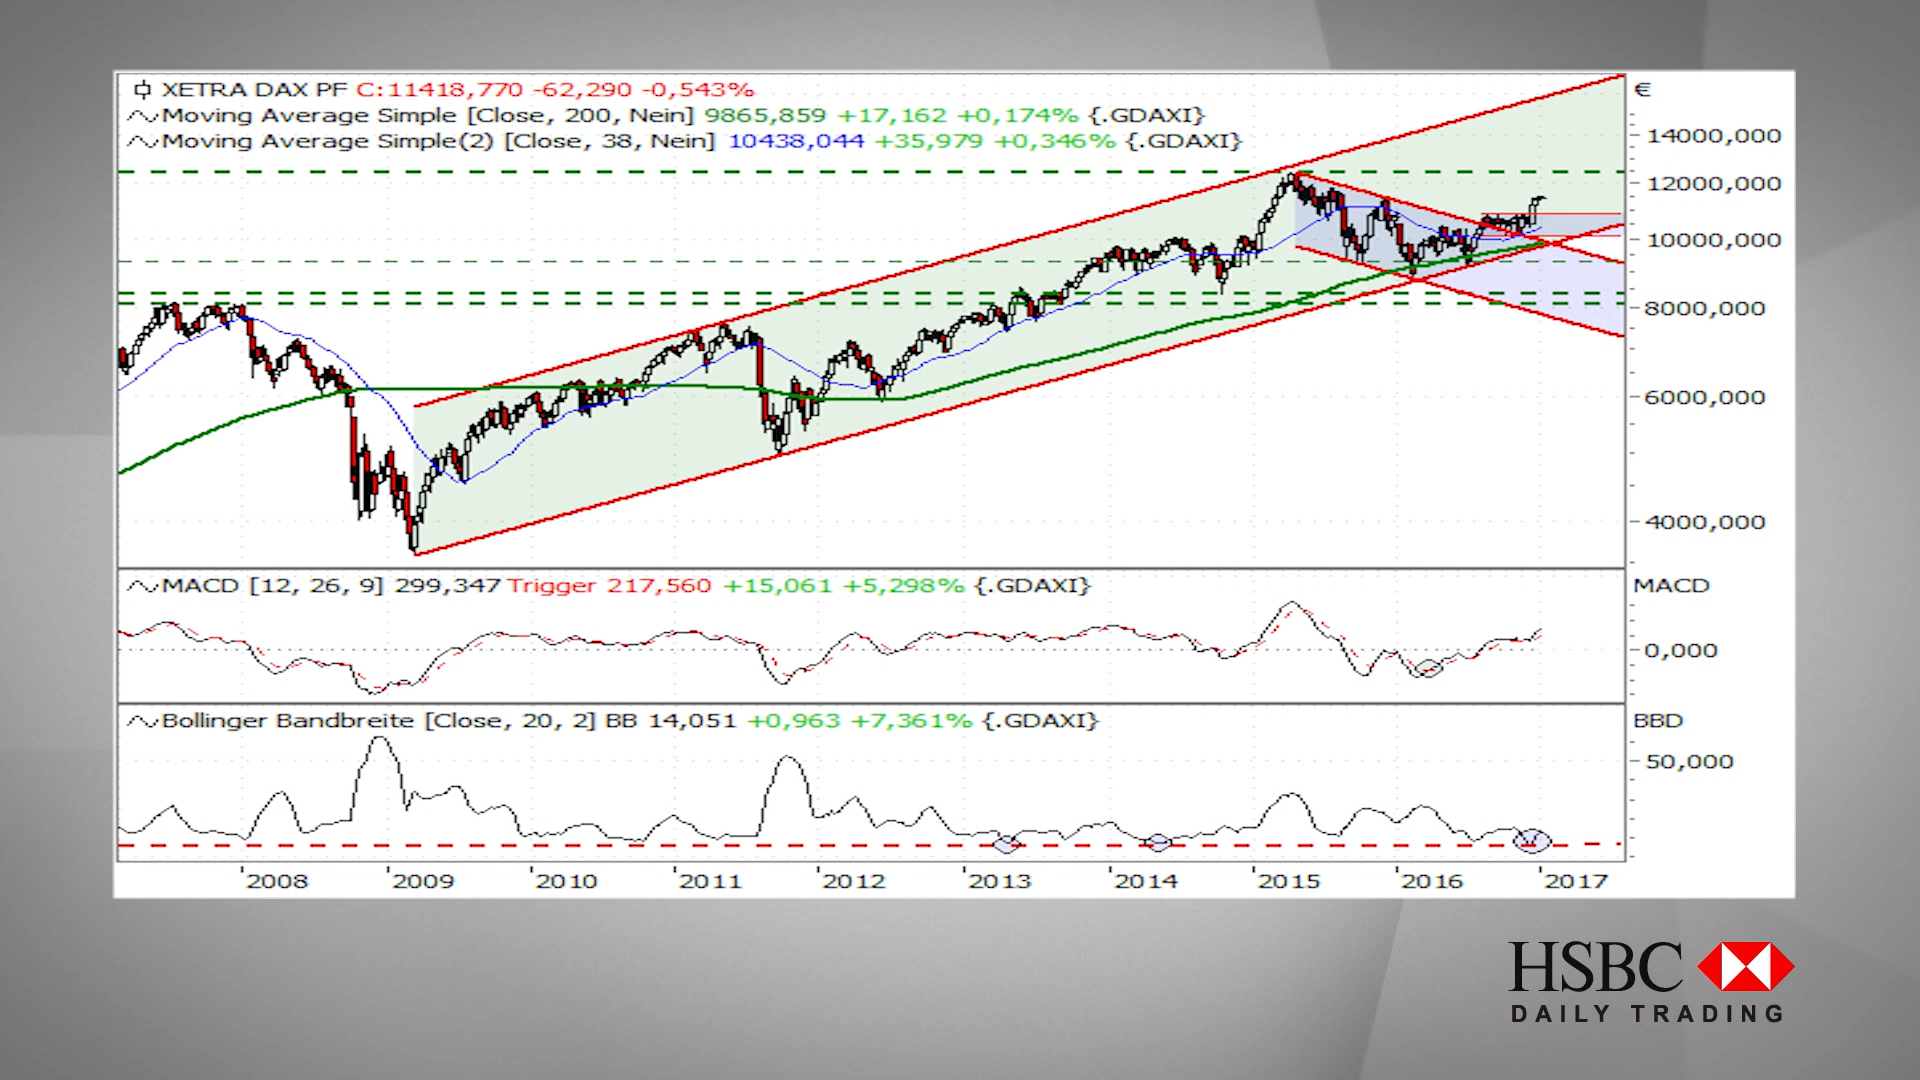 XETRA DAX PF C:11418,770 -62,290 -0,543%
€
Moving Average Simple [Close, 200, Nein] 9865,859 +17,162 +0,174% {.GDAXI}
Moving Average Simple(2) [Close, 38, Nein] 10438,044 +35,979 +0,346% {.GDAXI}
14000,000
12000,000
10000,000
8000,000
6000,000
4000,000
MACD [12, 26, 9] 299,347 Trigger 217,560 +15,061 +5,298% {.GDAXI}
MACD
0,000
Bollinger Bandbreite [Close, 20, 2] BB 14,051 +0,963 +7,361% {.GDAXI}
BBD
50,000
2008 2009 2010 2011 2012 2013 2014 2015 2016 2017
HSBC
DAILY TRADING